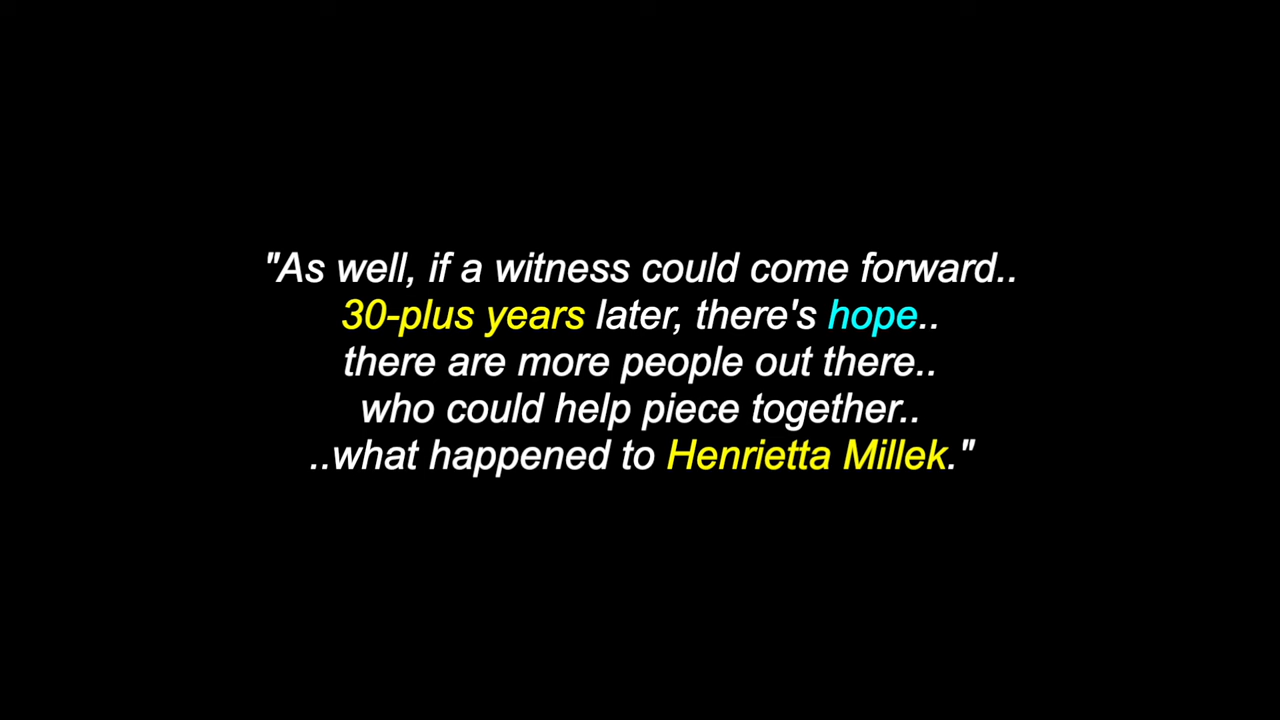 "As well, if a witness could come forward..
30-plus years later, there's hope..
there are more people out there..
who could help piece together..
..what happened to Henrietta Millek."